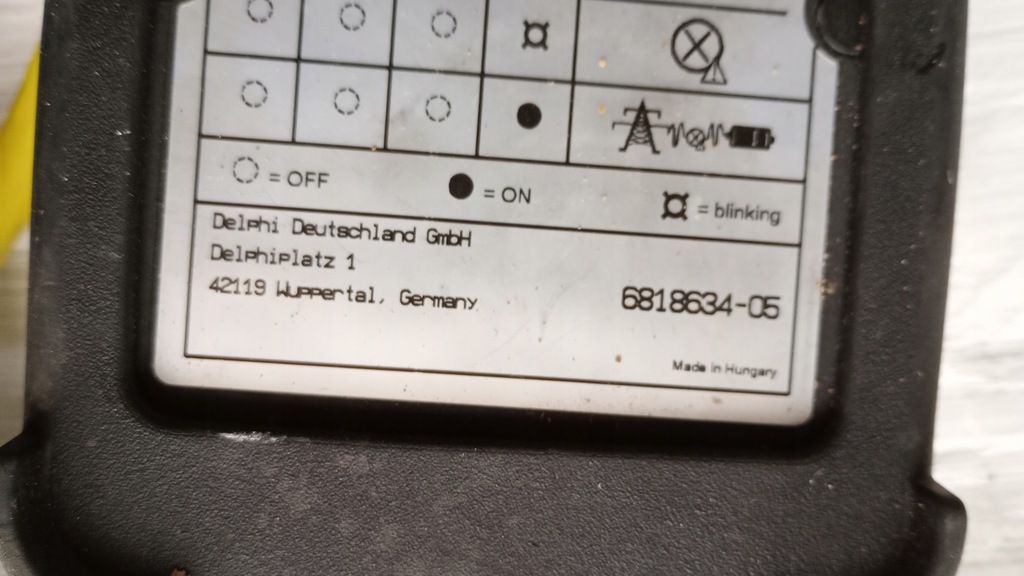 = OFF
= ON
= blinking
Delphi Deutschland GmbH
Delphiplatz 1
42119 Wuppertal, Germany
6818634-05
Made in Hungary